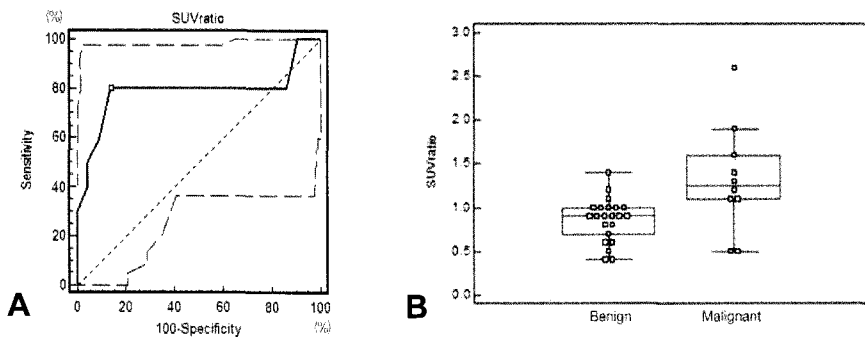 SUVratio
(%)
100
80
60
40
20
0
Sensitivity
0 20 40 60 80 100
100-Specificity
(%)
A
3.0
2.5
2.0
1.5
1.0
0.5
0.0
SUVratio
Benign Malignant
B